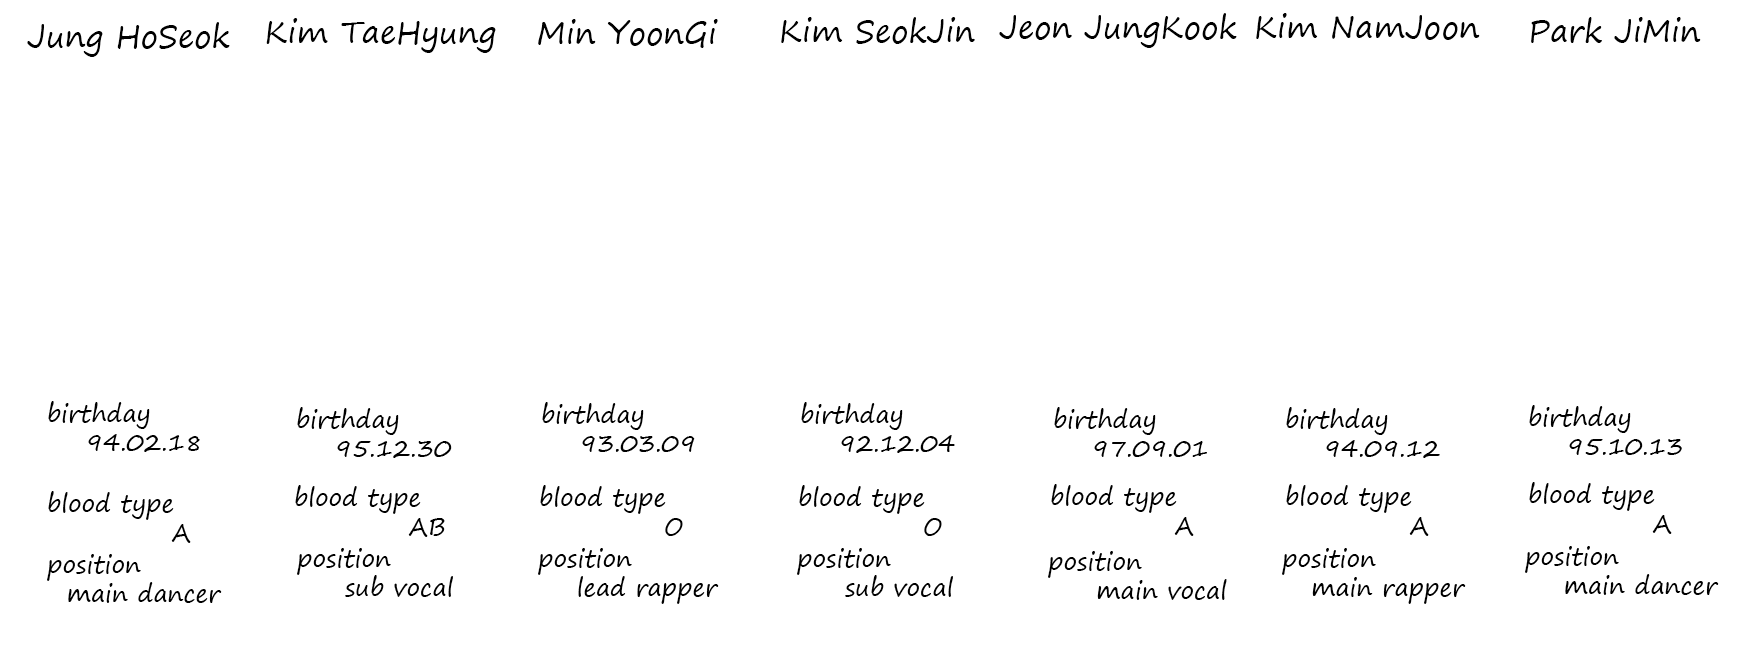 Jung HoSeok
birthday
94.02.18
blood type
A
position
main dancer
Kim TaeHyung
birthday
95.12.30
blood type
AB
position
sub vocal
Min YoonGi
birthday
93.03.09
blood type
O
position
lead rapper
Kim SeokJin
birthday
92.12.04
blood type
O
position
sub vocal
Jeon JungKook
birthday
97.09.01
blood type
A
position
main vocal
Kim NamJoon
birthday
94.09.12
blood type
A
position
main rapper
Park JiMin
birthday
95.10.13
blood type
A
position
main dancer